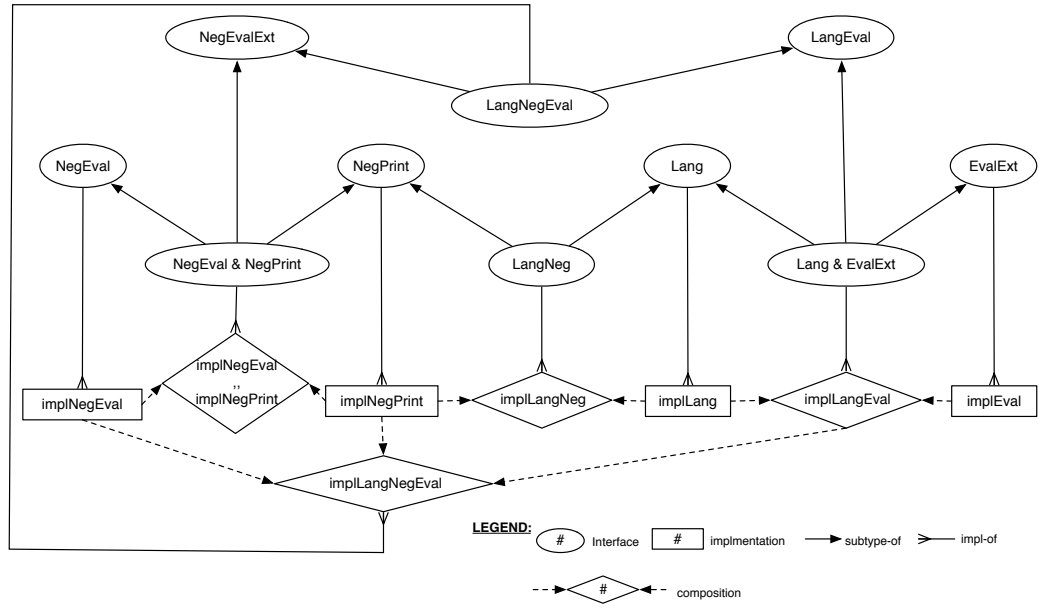 NegEvalExt
LangEval
LangNegEval
NegEval
NegPrint
Lang
EvalExt
NegEval & NegPrint
LangNeg
Lang & EvalExt
implNegEval
,,
implNegPrint
implNegEval
implNegPrint
implLangNeg
implLang
implLangEval
implEval
implLangNegEval
LEGEND:
#
Interface
#
implmentation
subtype-of
impl-of
#
composition